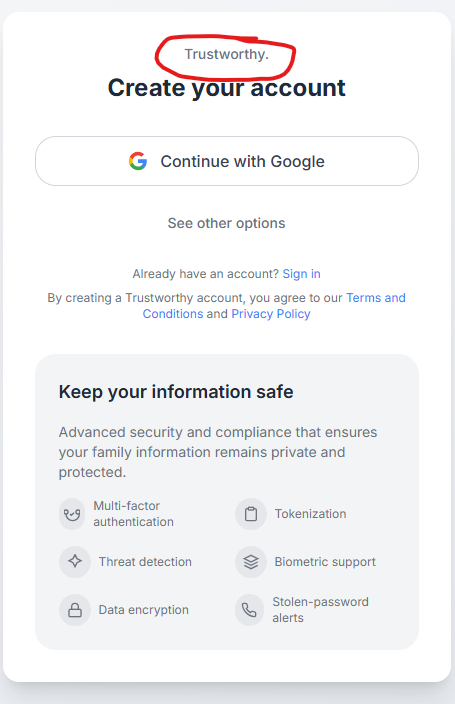 Trustworthy.
Create your account
Continue with Google
See other options
Already have an account? Sign in
By creating a Trustworthy account, you agree to our Terms and
Conditions and Privacy Policy
Keep your information safe
Advanced security and compliance that ensures
your family information remains private and
protected.
Multi-factor
authentication
Tokenization
Threat detection
Biometric support
Data encryption
Stolen-password
alerts